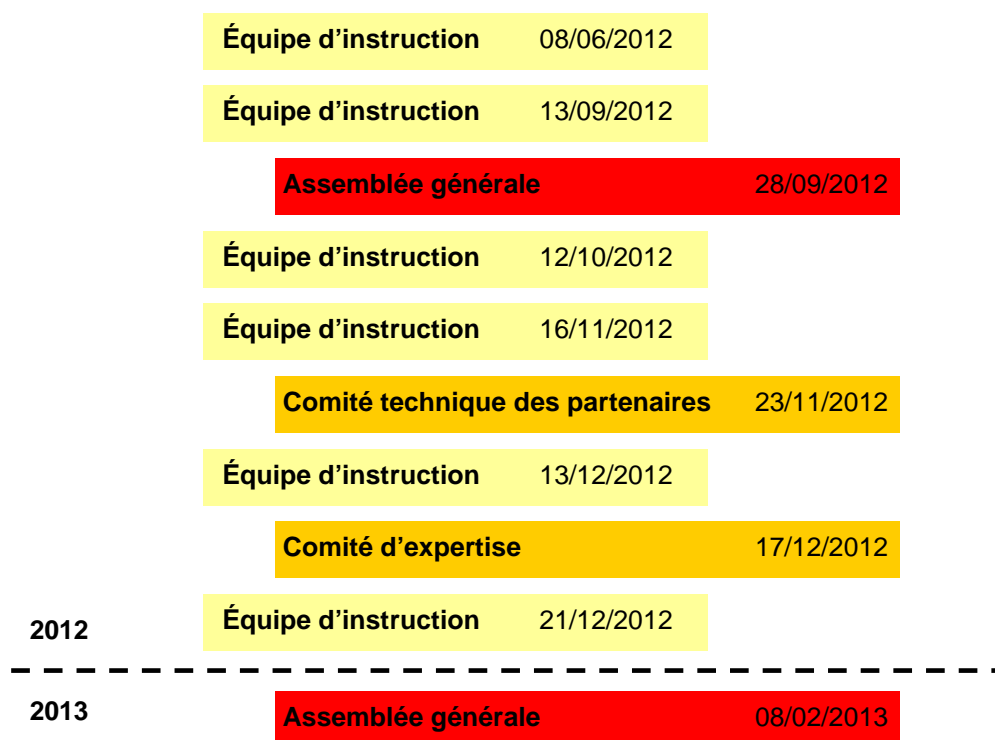 Équipe d’instruction 08/06/2012
Équipe d’instruction 13/09/2012
Assemblée générale 28/09/2012
Équipe d’instruction 12/10/2012
Équipe d’instruction 16/11/2012
Comité technique des partenaires 23/11/2012
Équipe d’instruction 13/12/2012
Comité d’expertise 17/12/2012
Équipe d’instruction 21/12/2012
2012
2013
Assemblée générale 08/02/2013